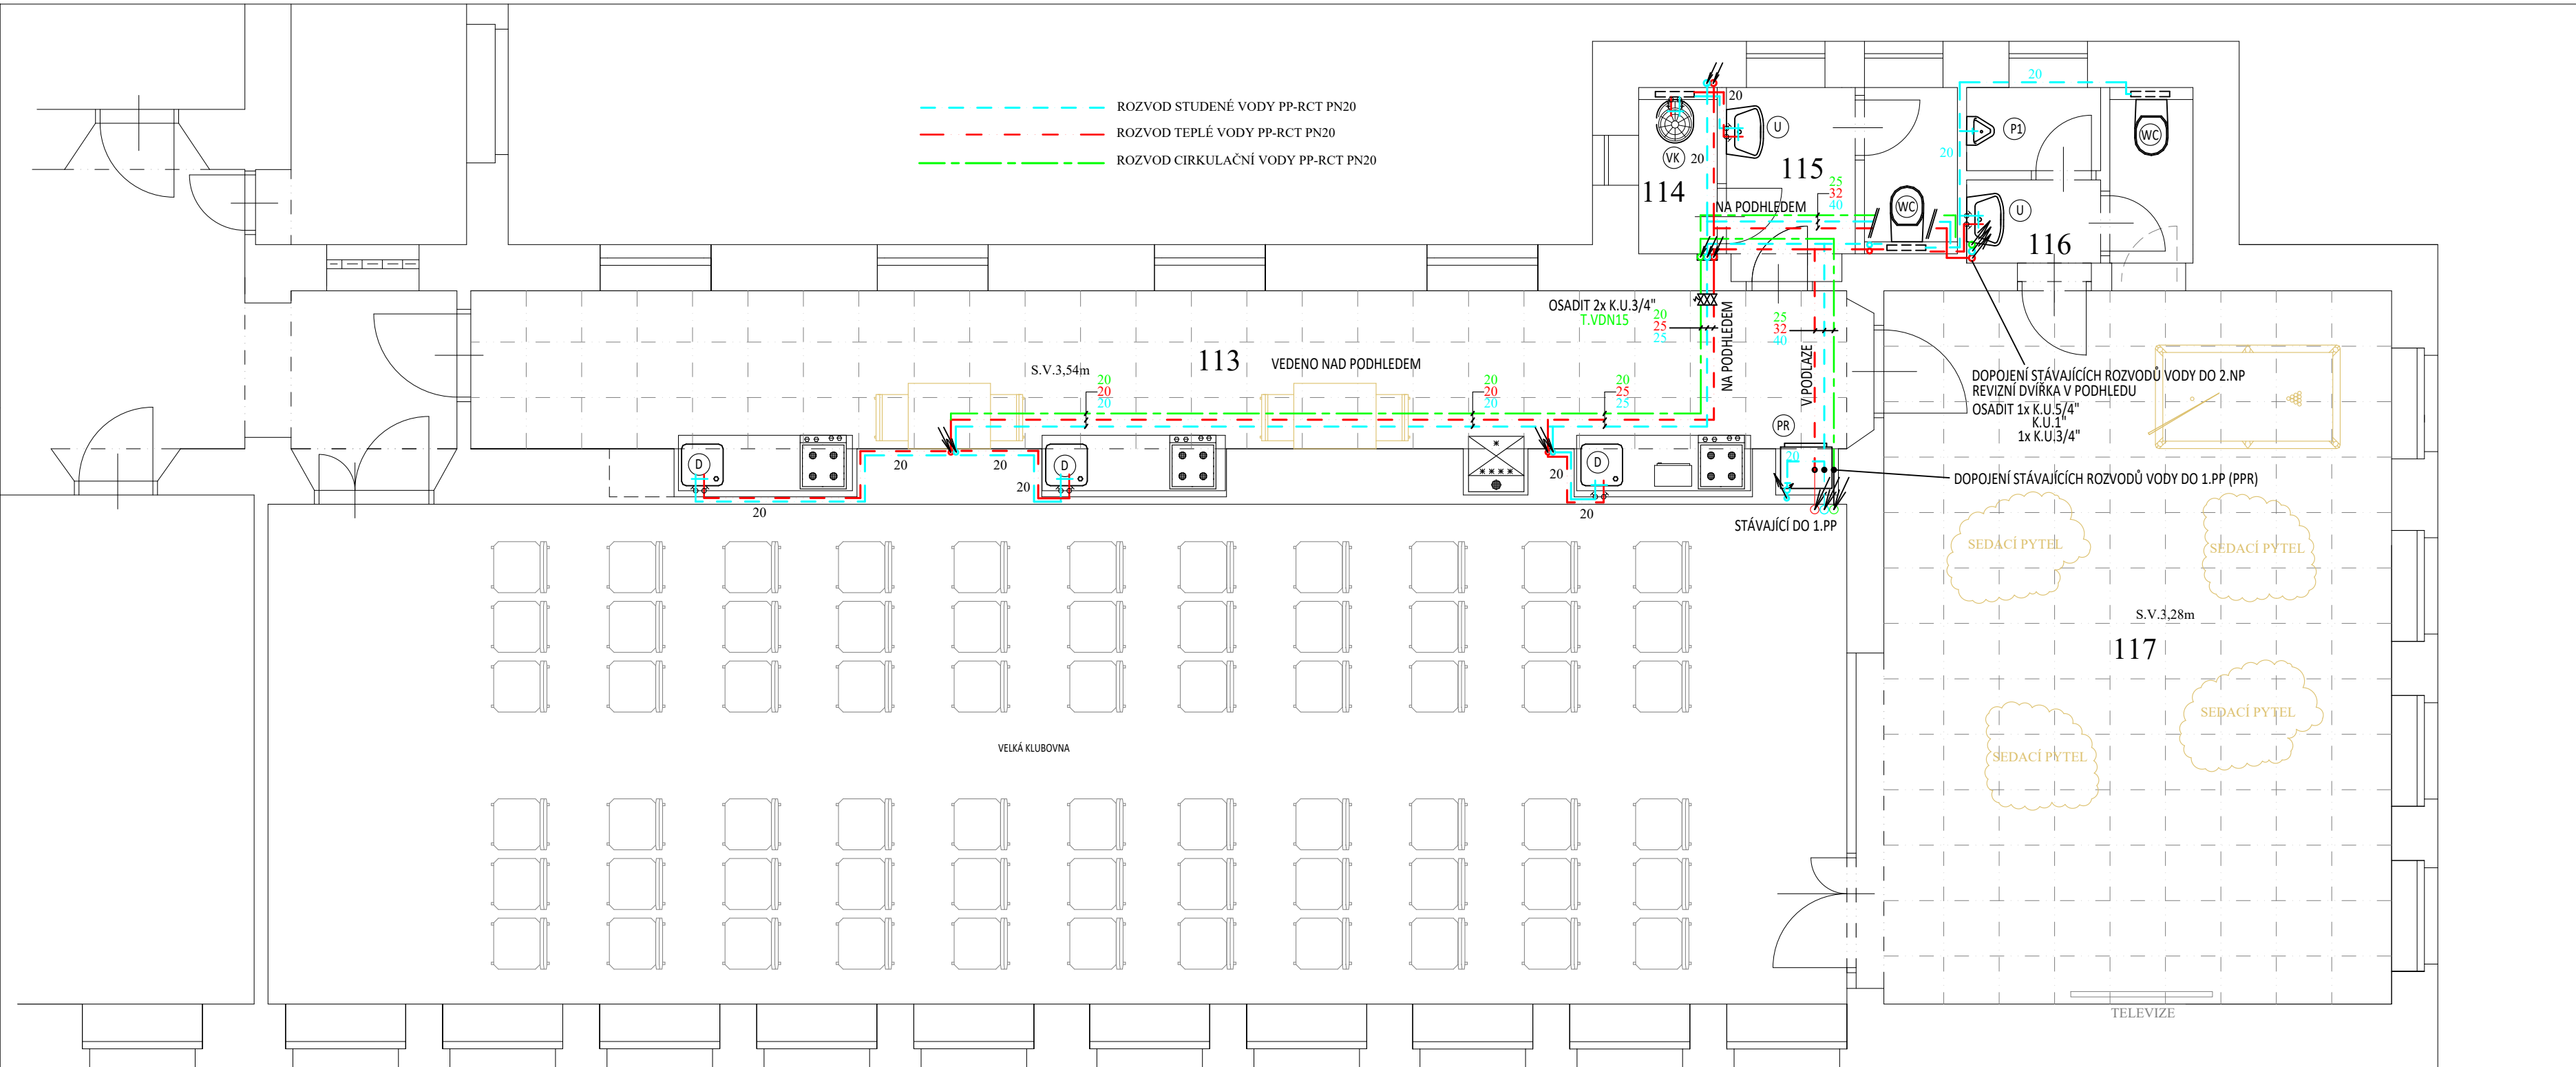 20
ROZVOD STUDENÉ VODY PP-RCT PN20
ROZVOD TEPLÉ VODY PP-RCT PN20
ROZVOD CIRKULAČNÍ VODY PP-RCT PN20
20
U
P1
WC
VK
20
20
114
115
25
32
40
NA PODHLEDEM
WC
U
116
OSADIT 2x K.U.3/4"
T.VDN15
20
25
25
NA PODHLEDEM
25
32
40
V PODLAZE
113
VEDENO NAD PODHLEDEM
S.V.3,54m
20
20
20
20
20
20
20
25
25
DOPOJENÍ STÁVAJÍCÍCH ROZVODŮ VODY DO 2.NP
REVIZNÍ DVÍŘKA V PODHLEDU
OSADIT 1x K.U.5/4"
K.U.1"
1x K.U.3/4"
PR
D
20
20
D
20
20
D
20
20
20
DOPOJENÍ STÁVAJÍCÍCH ROZVODŮ VODY DO 1.PP (PPR)
STÁVAJÍCÍ DO 1.PP
SEDACÍ PYTEL
SEDACÍ PYTEL
S.V.3,28m
117
SEDACÍ PYTEL
SEDACÍ PYTEL
VELKÁ KLUBOVNA
TELEVIZE